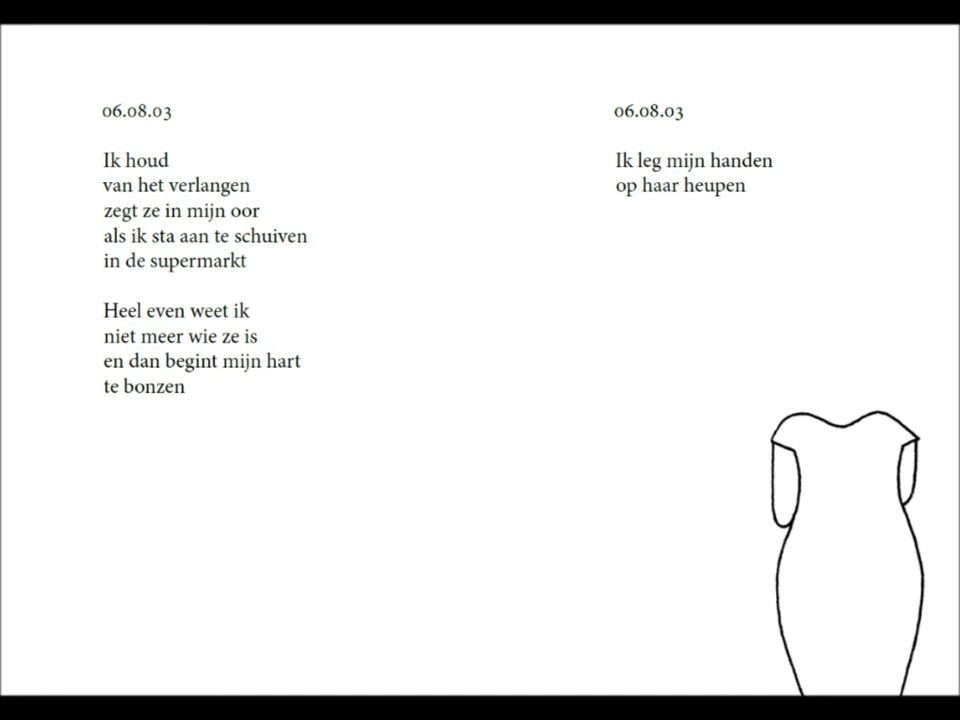 06.08.03
Ik houd
van het verlangen
zegt ze in mijn oor
als ik sta aan te schuiven
in de supermarkt
Heel even weet ik
niet meer wie ze is
en dan begint mijn hart
te bonzen
06.08.03
Ik leg mijn handen
op haar heupen